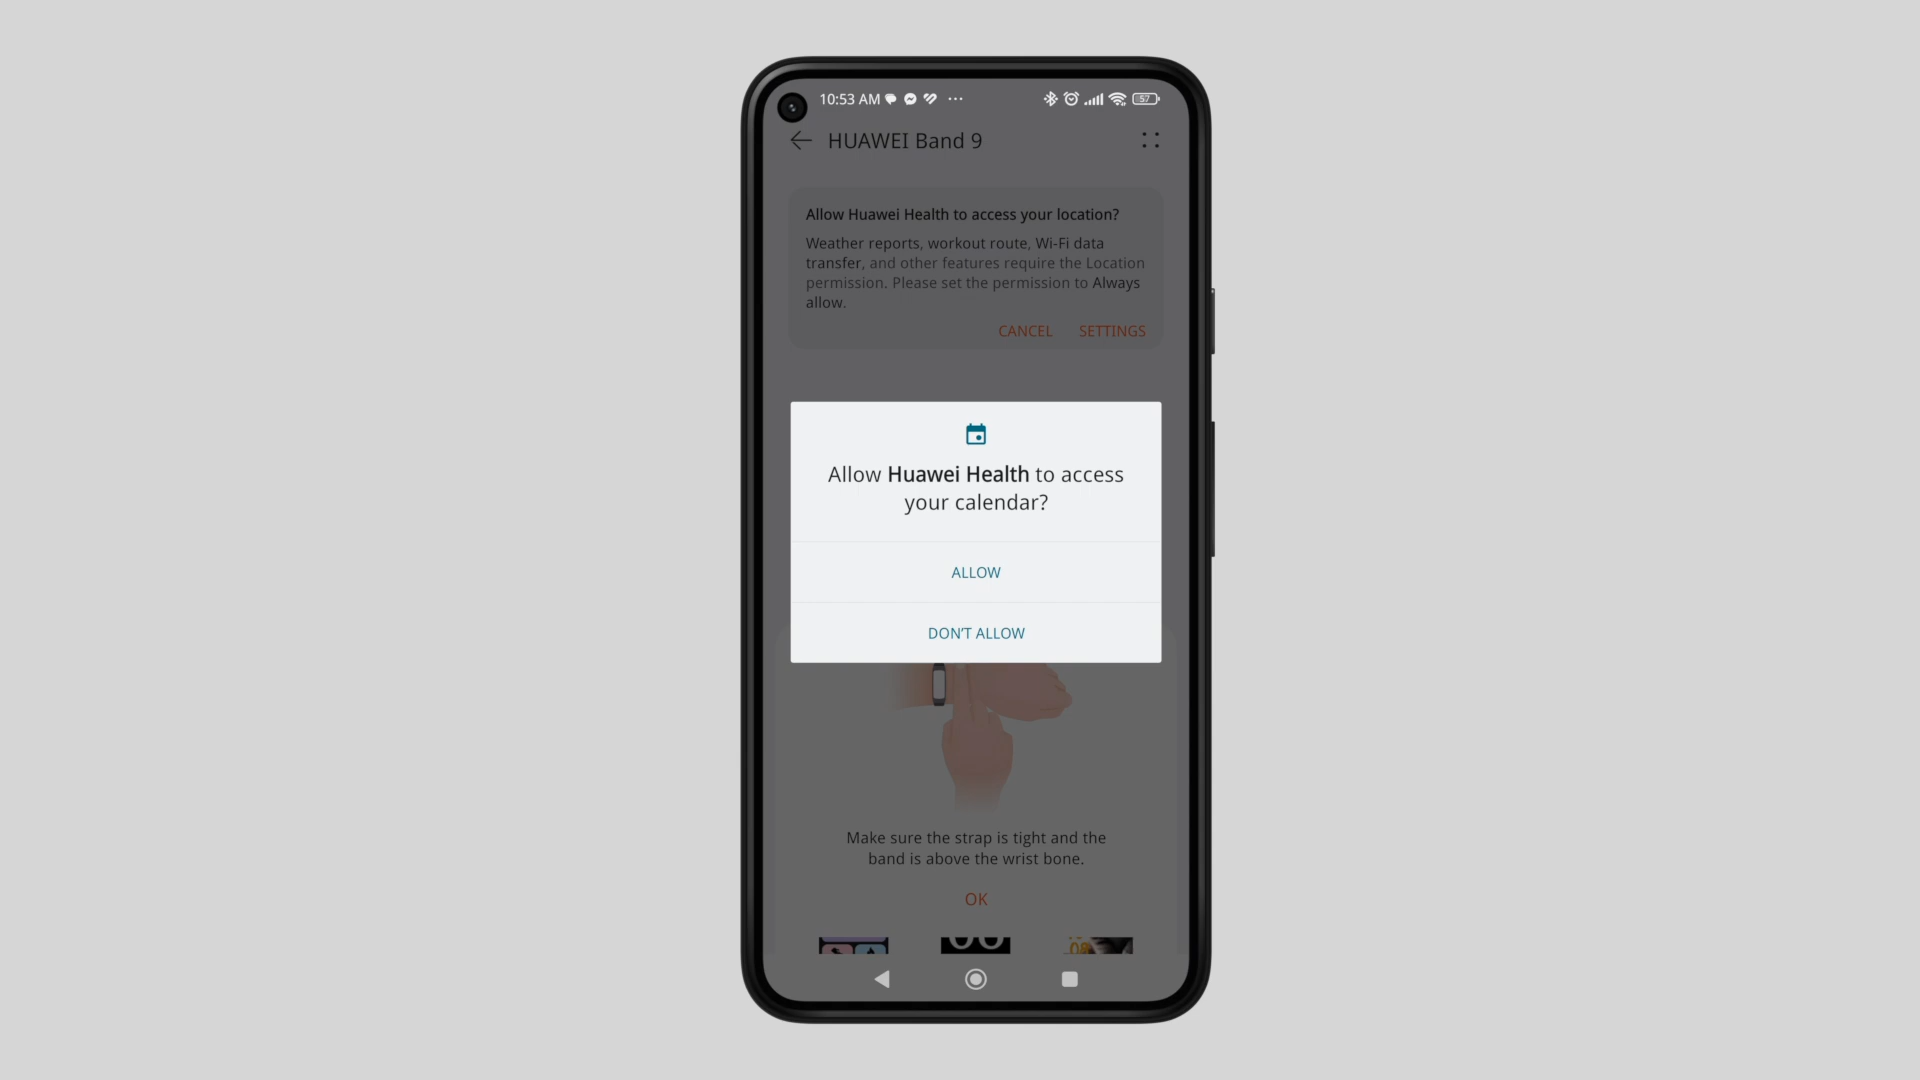 10:53 AM
57
HUAWEI Band 9
Allow Huawei Health to access your location?
Weather reports, workout route, Wi-Fi data
transfer, and other features require the Location
permission. Please set the permission to Always
allow.
CANCEL SETTINGS
Allow Huawei Health to access
your calendar?
ALLOW
DON'T ALLOW
Make sure the strap is tight and the
band is above the wrist bone.
OK
08